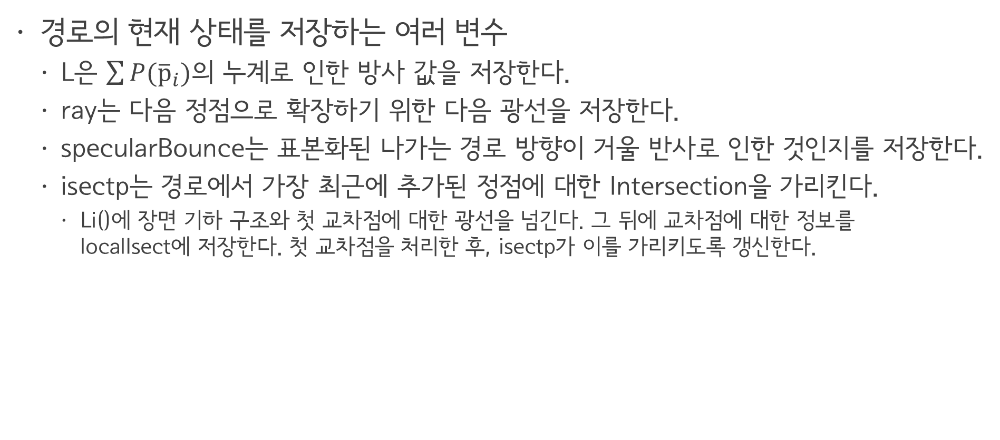 · 경로의 현재 상태를 저장하는 여러 변수
· L은 ∑ P(p̄ᵢ)의 누계로 인한 방사 값을 저장한다.
· ray는 다음 정점으로 확장하기 위한 다음 광선을 저장한다.
· specularBounce는 표본화된 나가는 경로 방향이 거울 반사로 인한 것인지를 저장한다.
· isectp는 경로에서 가장 최근에 추가된 정점에 대한 Intersection을 가리킨다.
· Li()에 장면 기하 구조와 첫 교차점에 대한 광선을 넘긴다. 그 뒤에 교차점에 대한 정보를
localIsect에 저장한다. 첫 교차점을 처리한 후, isectp가 이를 가리키도록 갱신한다.